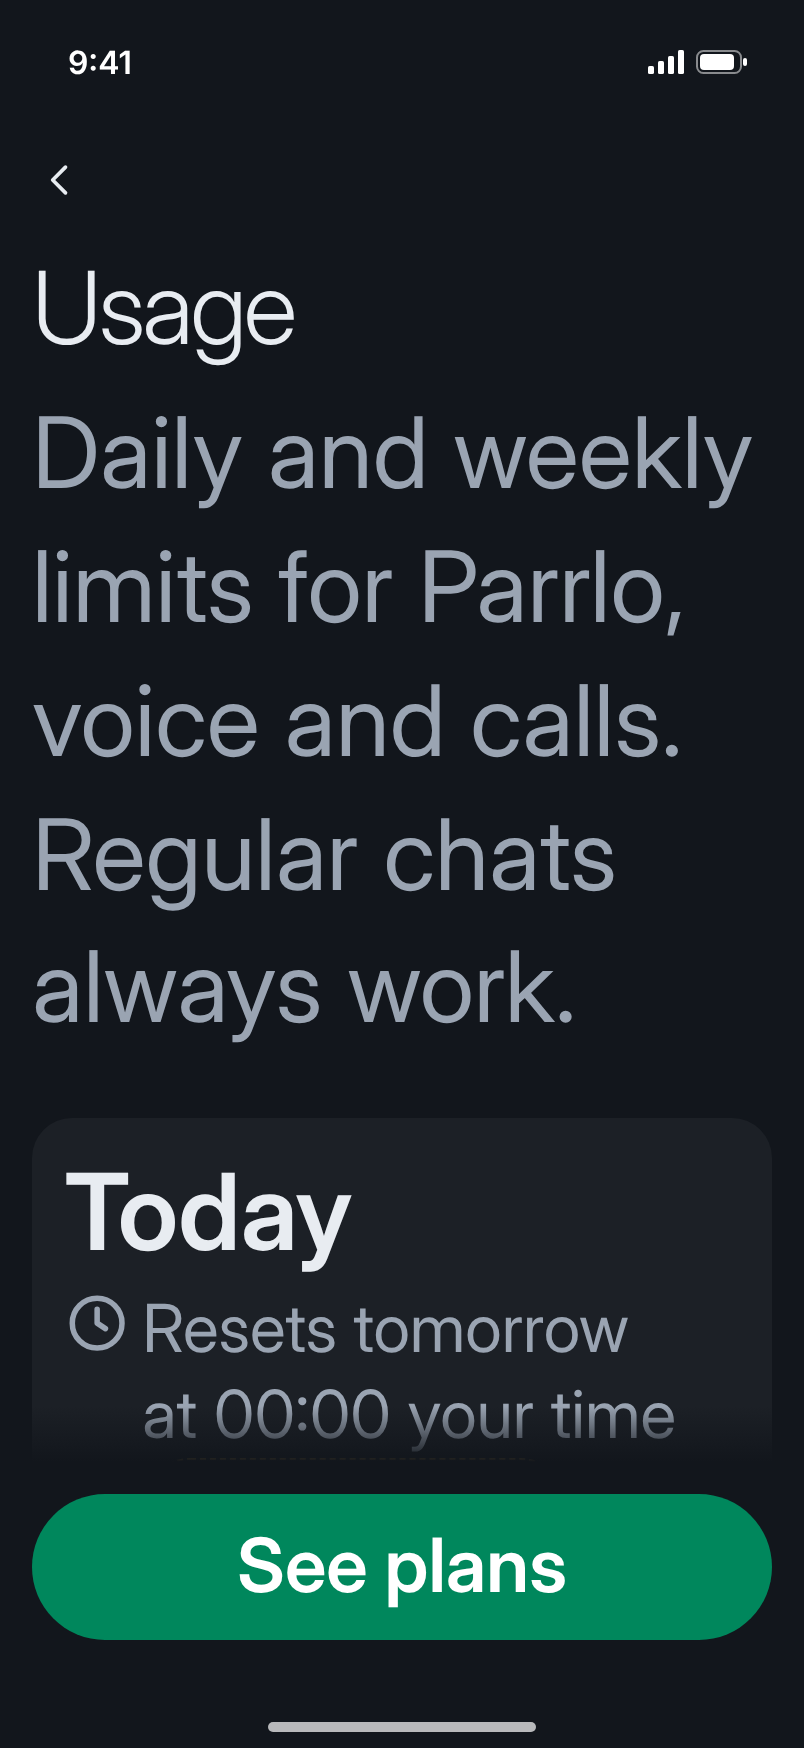 9:41
Usage
Daily and weekly
limits for Parrlo,
voice and calls.
Regular chats
always work.
Today
Resets tomorrow
at 00:00 your time
See plans